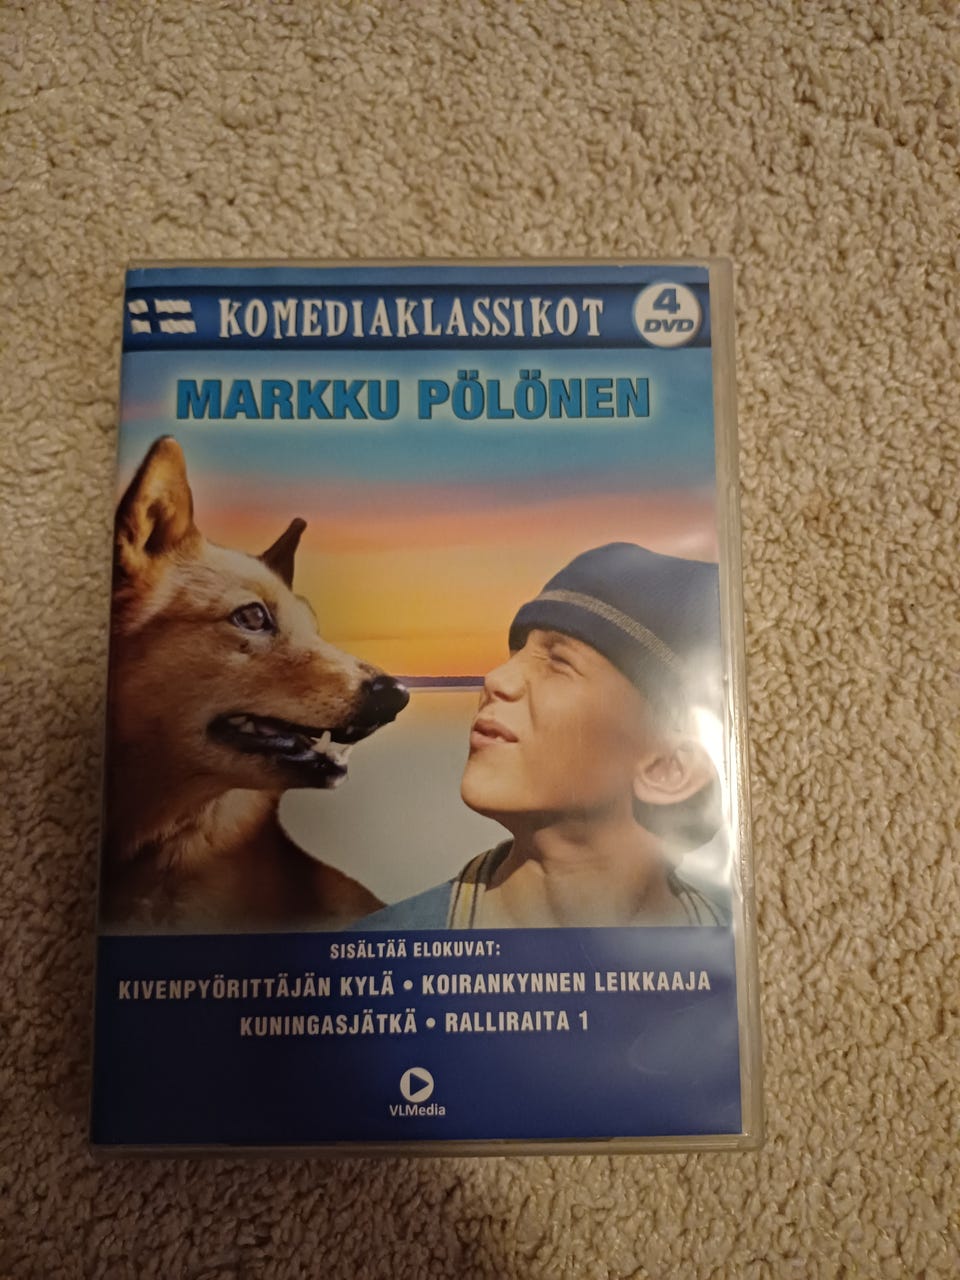 KOMEDIAKLASSIKOT
4
DVD
MARKKU PÖLÖNEN
SISÄLTÄÄ ELOKUVAT:
KIVENPYÖRITTÄJÄN KYLÄ • KOIRANKYNNEN LEIKKAAJA
KUNINGASJÄTKÄ • RALLIRAITA 1
VLMedia